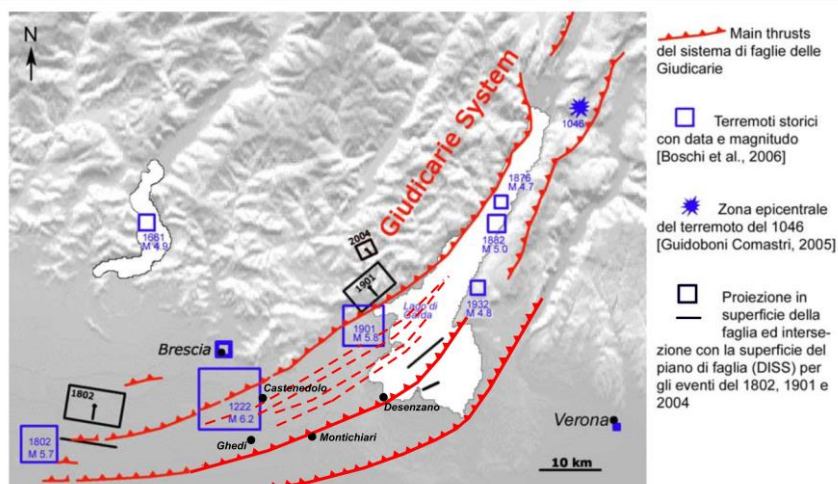 N
Giudicarie System
1046
1876
M 4.7
1882
M 5.0
1661
M 4.9
2004
1901
1932
M 4.8
Lago di
Garda
1901
M 5.8
Brescia
1802
Castenedolo
1222
M 6.2
Desenzano
Verona
1802
M 5.7
Ghedi
Montichiari
10 km
Main thrusts
del sistema di faglie delle
Giudicarie
Terremoti storici
con data e magnitudo
[Boschi et al., 2006]
Zona epicentrale
del terremoto del 1046
[Guidoboni Comastri, 2005]
Proiezione in
superficie della
faglia ed interse-
zione con la superficie del
piano di faglia (DISS) per
gli eventi del 1802, 1901 e
2004